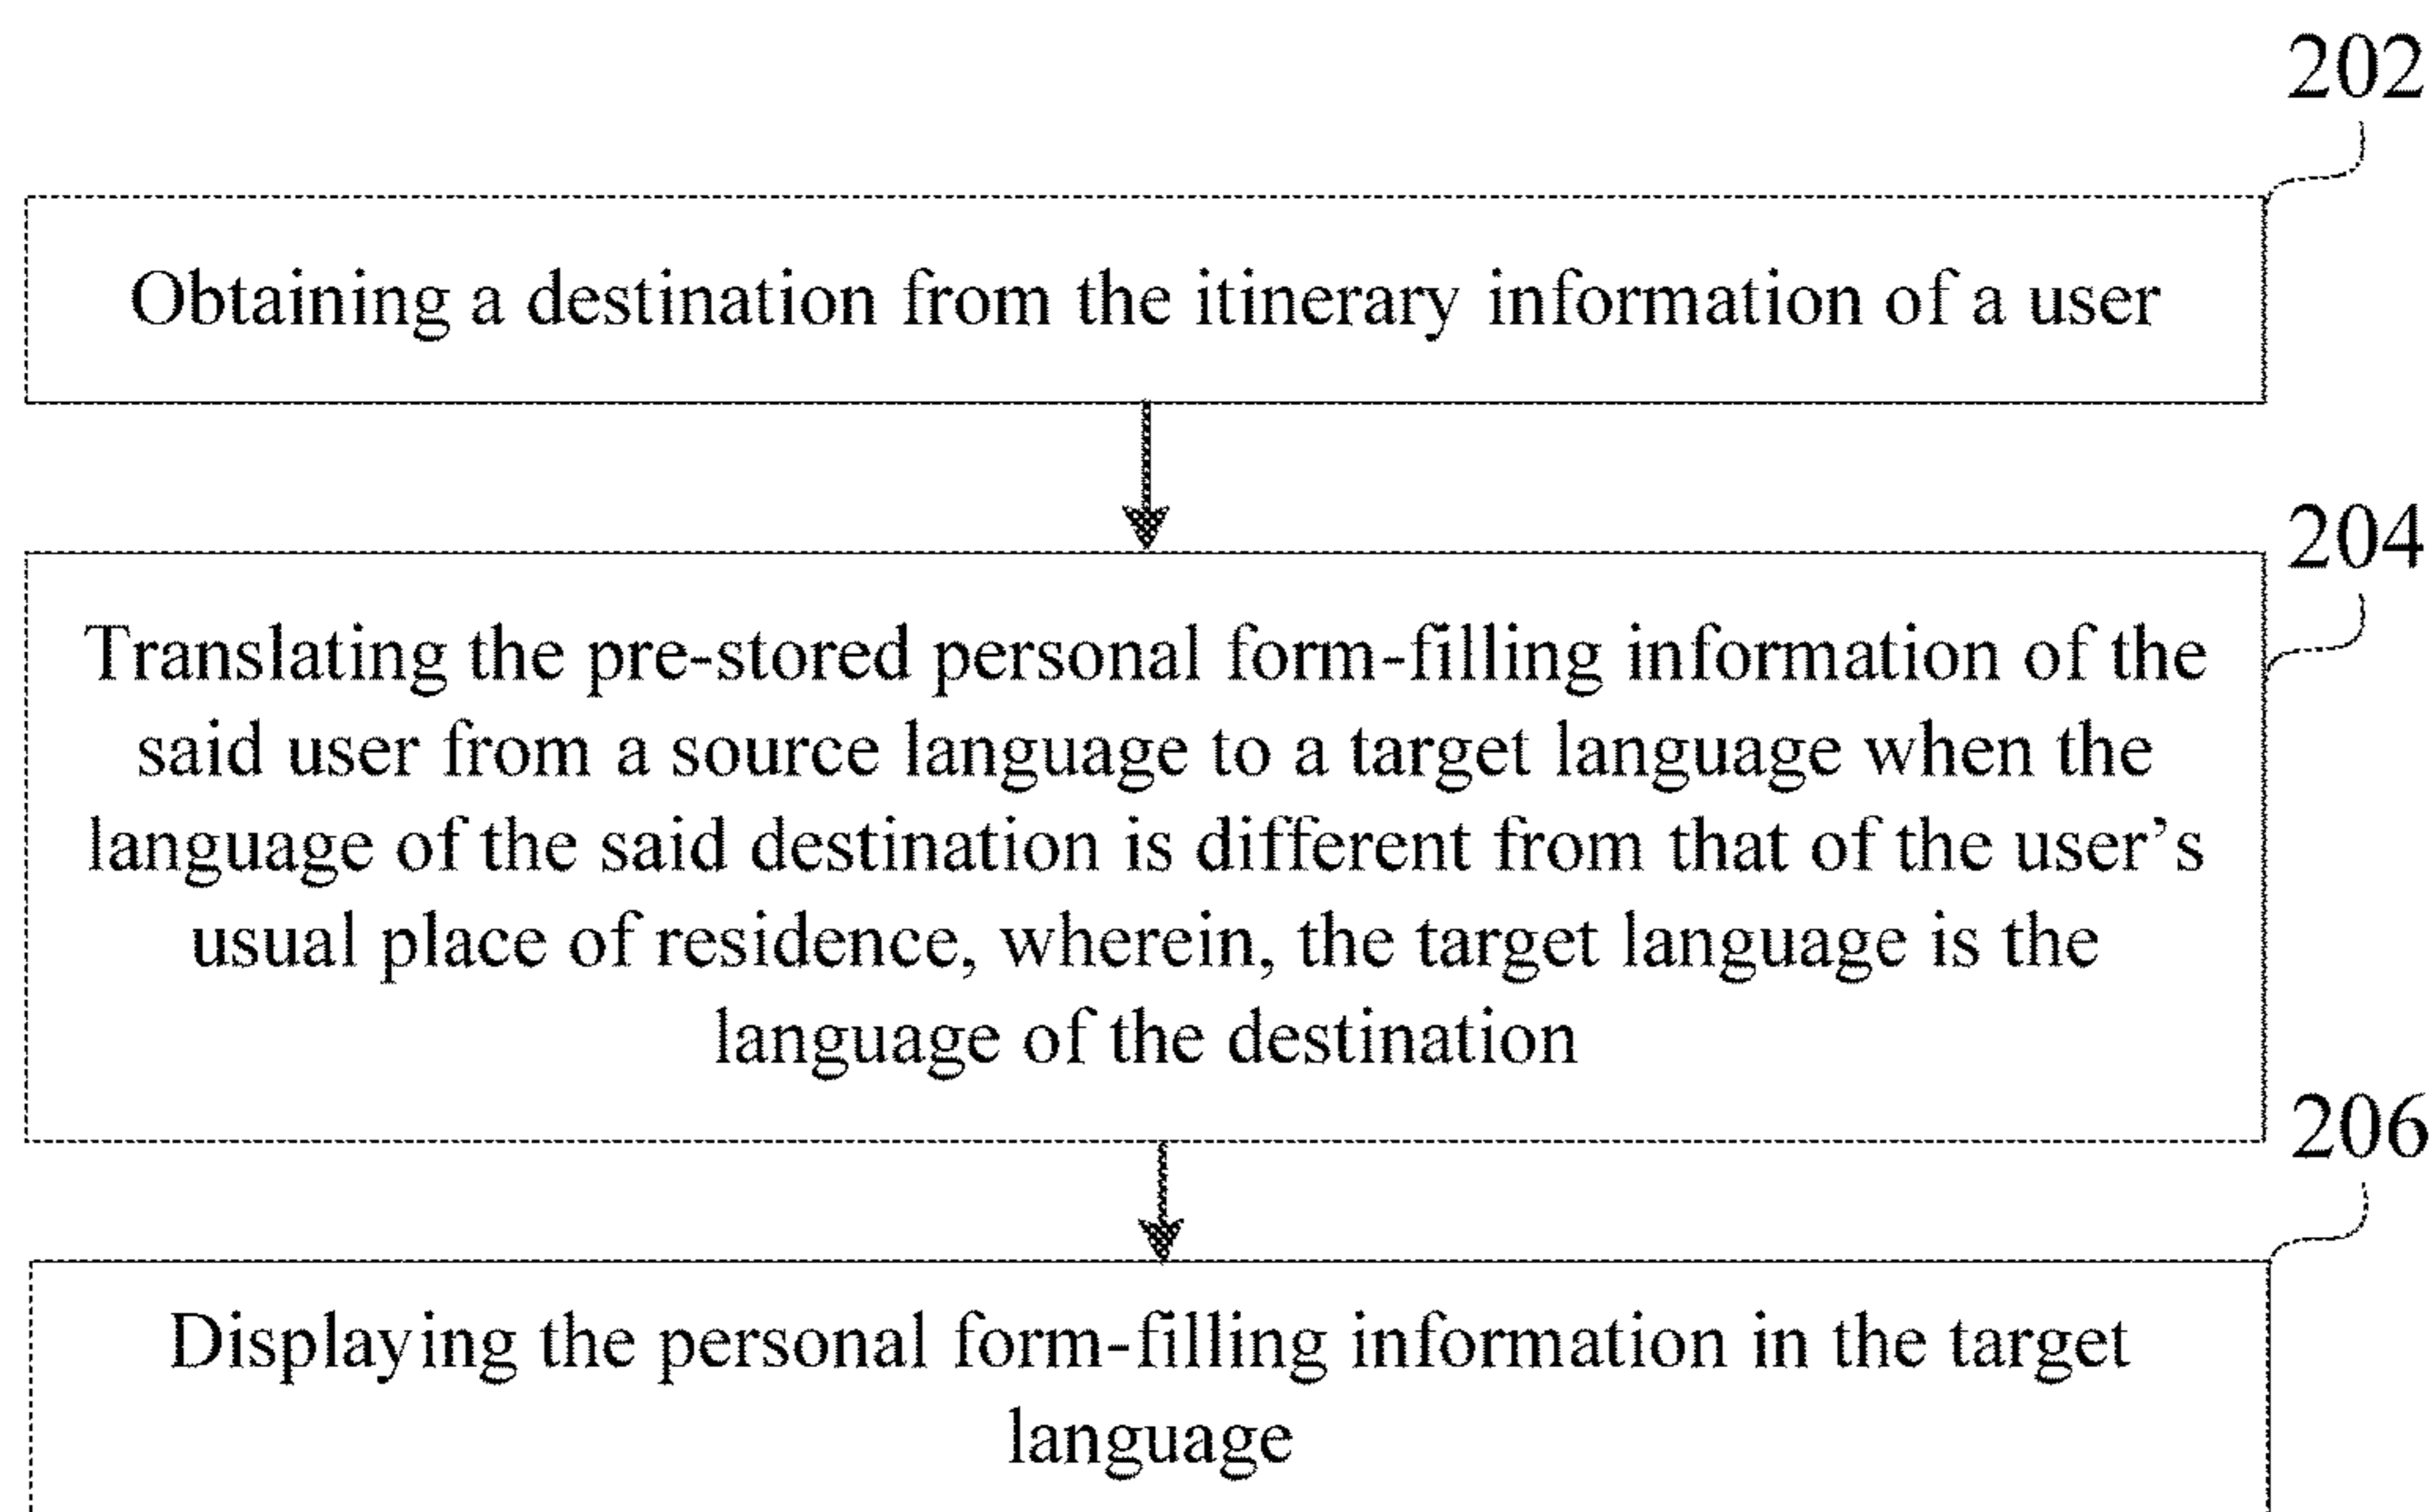 202
Obtaining a destination from the itinerary information of a user
204
Translating the pre-stored personal form-filling information of the
said user from a source language to a target language when the
language of the said destination is different from that of the user’s
usual place of residence, wherein, the target language is the
language of the destination
206
Displaying the personal form-filling information in the target
language